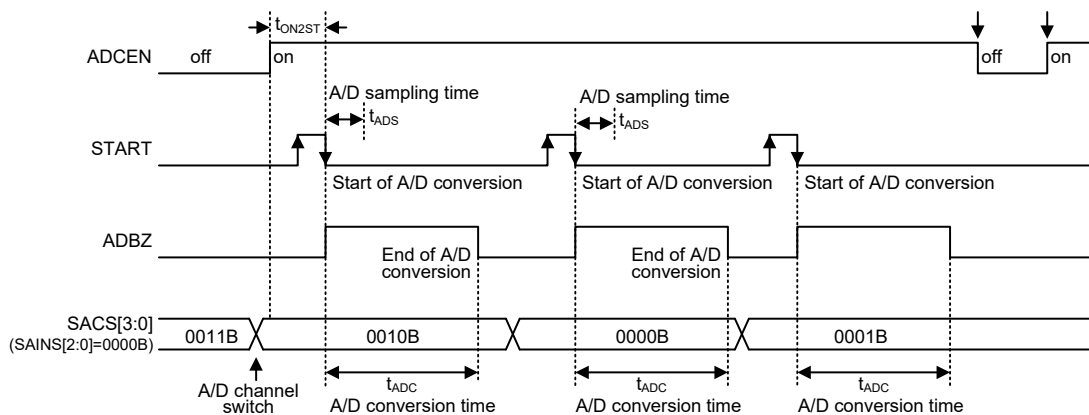 tON2ST
ADCEN
off
on
off
on
A/D sampling time
tADS
A/D sampling time
tADS
START
Start of A/D conversion
Start of A/D conversion
Start of A/D conversion
ADBZ
End of A/D
conversion
End of A/D
conversion
SACS[3:0]
(SAINS[2:0]=0000B)
0011B
0010B
0000B
0001B
A/D channel
switch
tADC
A/D conversion time
tADC
A/D conversion time
tADC
A/D conversion time